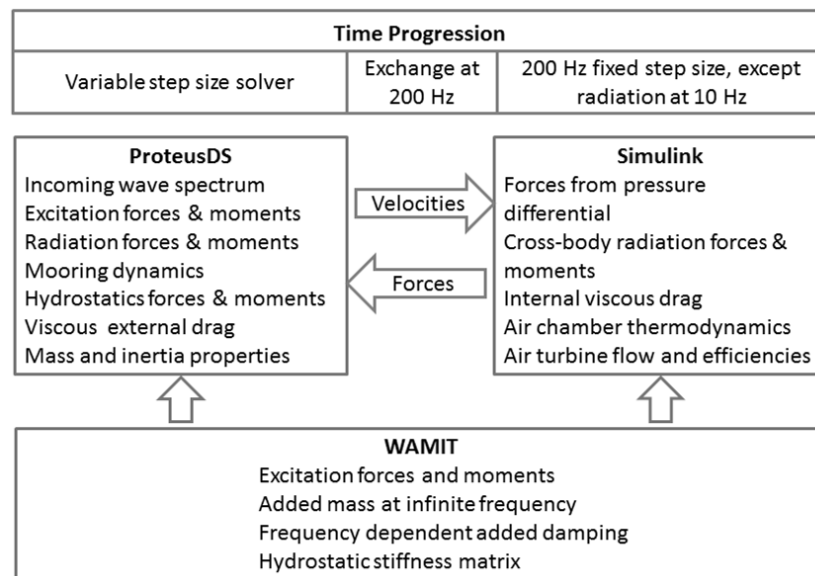 Time Progression
Variable step size solver
Exchange at
200 Hz
200 Hz fixed step size, except
radiation at 10 Hz
ProteusDS
Incoming wave spectrum
Excitation forces & moments
Radiation forces & moments
Mooring dynamics
Hydrostatics forces & moments
Viscous external drag
Mass and inertia properties
Velocities
Forces
Simulink
Forces from pressure
differential
Cross-body radiation forces &
moments
Internal viscous drag
Air chamber thermodynamics
Air turbine flow and efficiencies
WAMIT
Excitation forces and moments
Added mass at infinite frequency
Frequency dependent added damping
Hydrostatic stiffness matrix